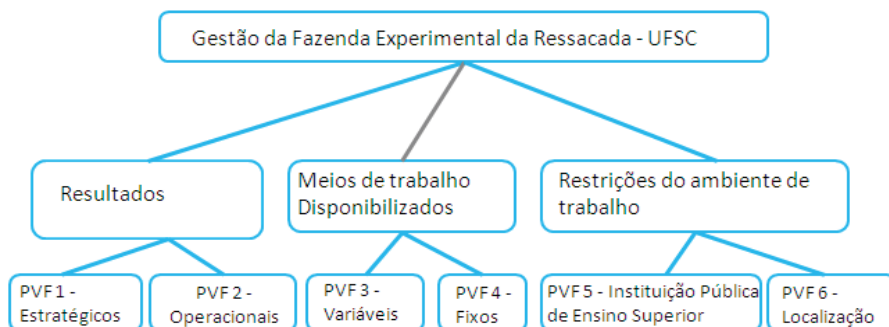 Gestão da Fazenda Experimental da Ressacada - UFSC
Resultados
Meios de trabalho
Disponibilizados
Restrições do ambiente de
trabalho
PVF 1 -
Estratégicos
PVF 2 -
Operacionais
PVF 3 -
Variáveis
PVF 4 -
Fixos
PVF 5 - Instituição Pública
de Ensino Superior
PVF 6 -
Localização